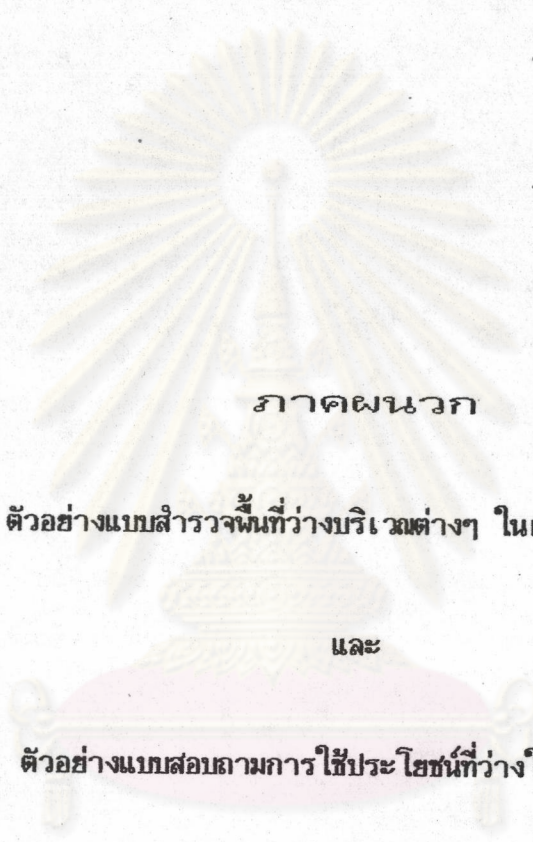 ภาคผนวก
ตัวอย่างแบบสำรวจพื้นที่ว่างบริเวณต่างๆ ใน
และ
ตัวอย่างแบบสอบถามการใช้ประโยชน์ที่ว่าง